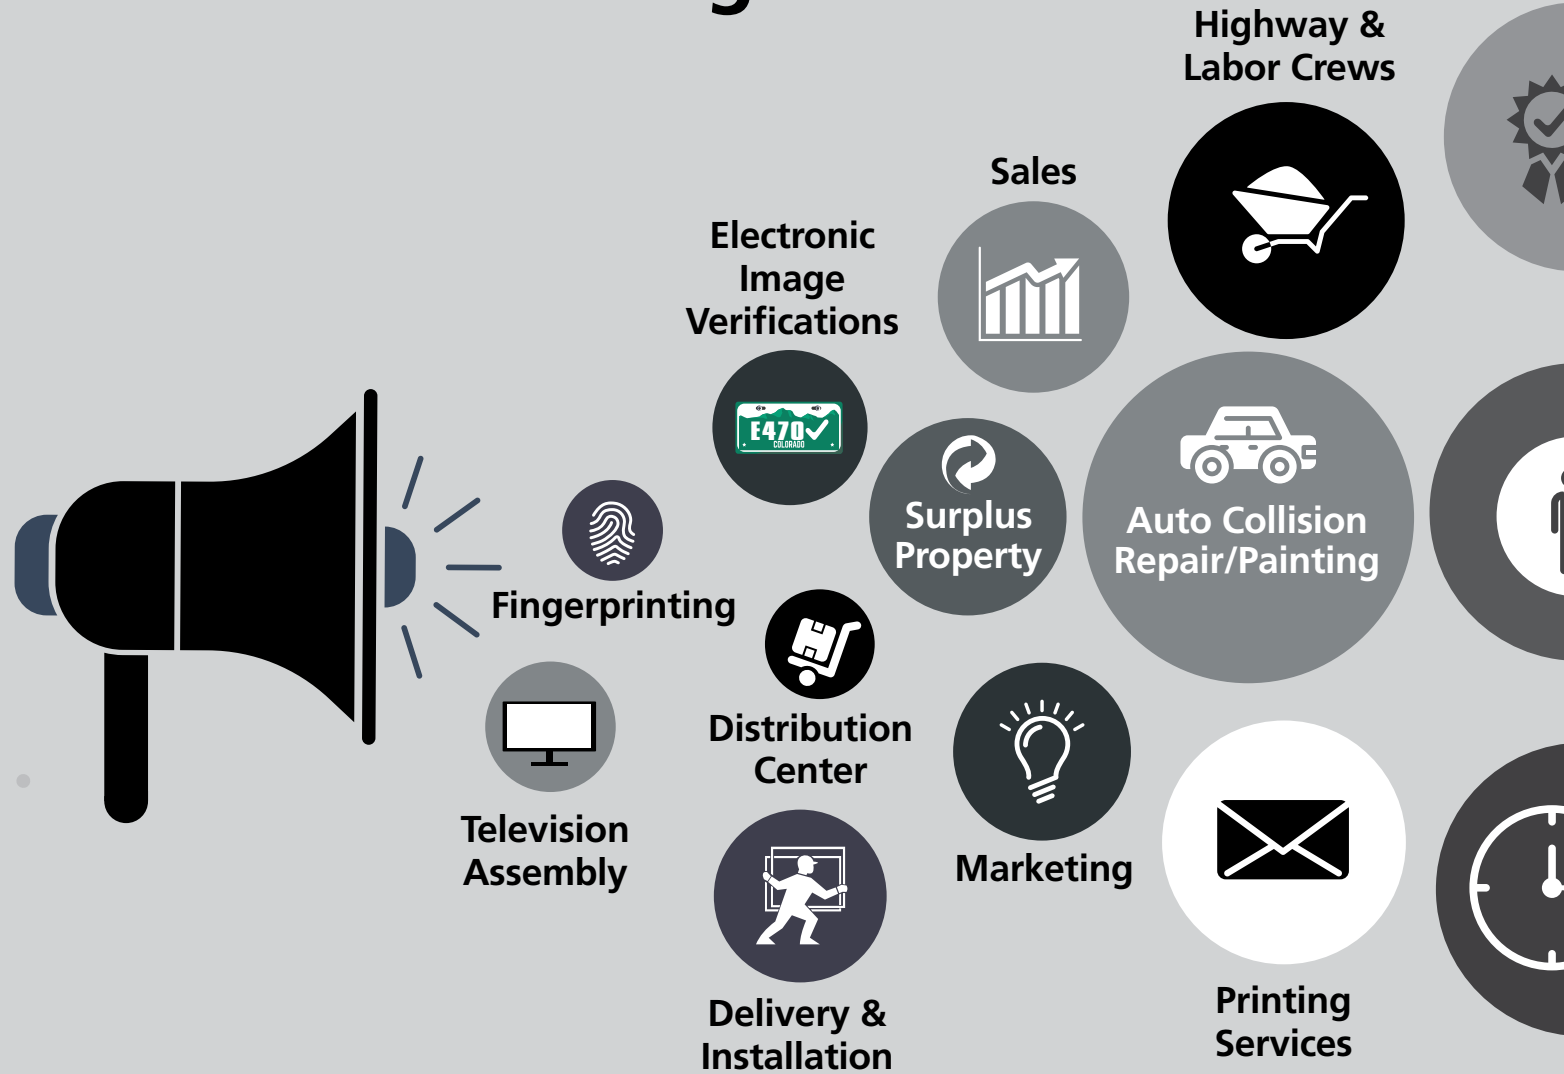 Highway &
Labor Crews
Sales
Electronic
Image
Verifications
E470
COLORADO
Surplus
Property
Auto Collision
Repair/Painting
Fingerprinting
Distribution
Center
Television
Assembly
Marketing
Delivery &
Installation
Printing
Services